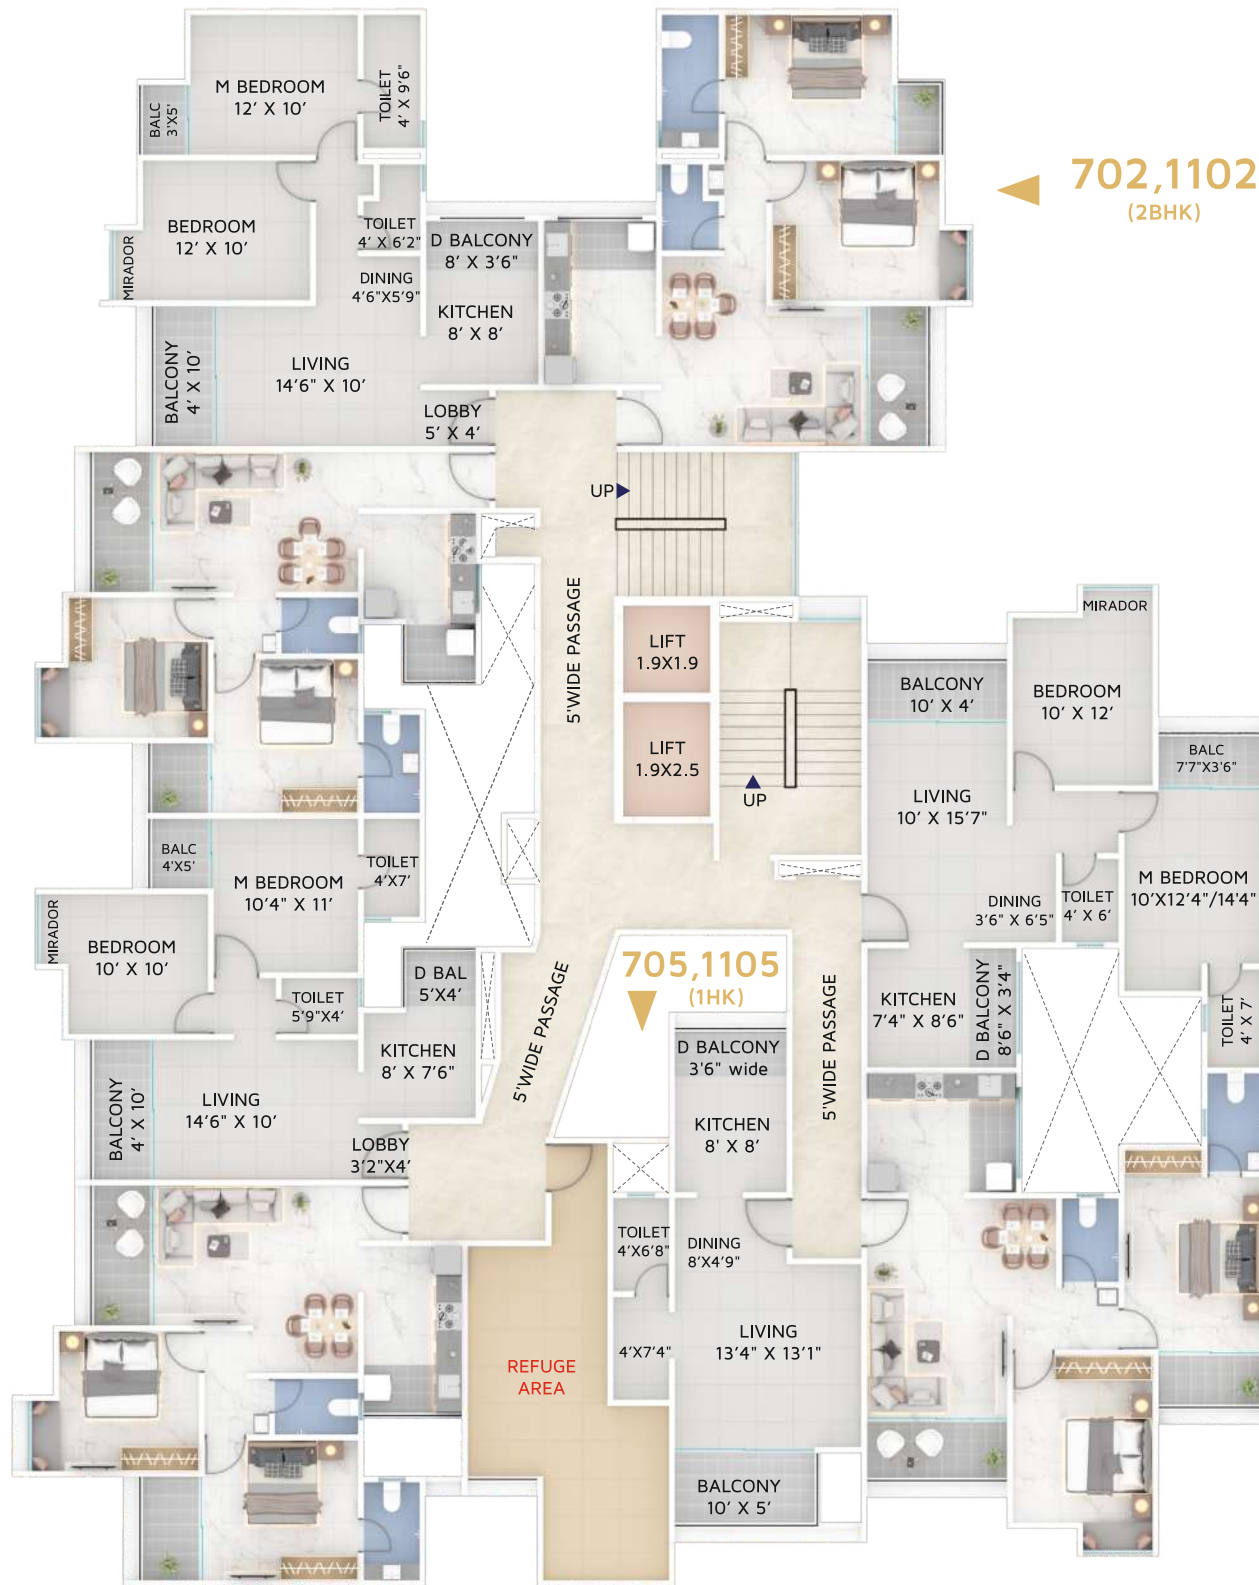 M BEDROOM
12' X 10'
TOILET
4' X 9'6"
BALC
3'X5'
702,1102
(2BHK)
BEDROOM
12' X 10'
MIRADOR
TOILET
4' X 6'2"
D BALCONY
8' X 3'6"
DINING
4'6"X5'9"
KITCHEN
8' X 8'
LIVING
14'6" X 10'
BALCONY
4' X 10'
LOBBY
5' X 4'
UP
5'WIDE PASSAGE
LIFT
1.9X1.9
LIFT
1.9X2.5
UP
MIRADOR
BEDROOM
10' X 12'
BALCONY
10' X 4'
BALC
7'7"X3'6"
LIVING
10' X 15'7"
M BEDROOM
10'X12'4"/14'4"
DINING
3'6" X 6'5"
TOILET
4' X 6'
BALC
4'X5'
M BEDROOM
10'4" X 11'
TOILET
4'X7'
MIRADOR
BEDROOM
10' X 10'
D BAL
5'X4'
TOILET
5'9"X4'
KITCHEN
8' X 7'6"
5'WIDE PASSAGE
705,1105
(1HK)
5'WIDE PASSAGE
KITCHEN
7'4" X 8'6"
D BALCONY
8'6" X 3'4"
TOILET
4' X 7'
D BALCONY
3'6" wide
KITCHEN
8' X 8'
BALCONY
4' X 10'
LIVING
14'6" X 10'
LOBBY
3'2"X4'
TOILET
4'X6'8"
DINING
8'X4'9"
4'X7'4"
LIVING
13'4" X 13'1"
REFUGE
AREA
BALCONY
10' X 5'